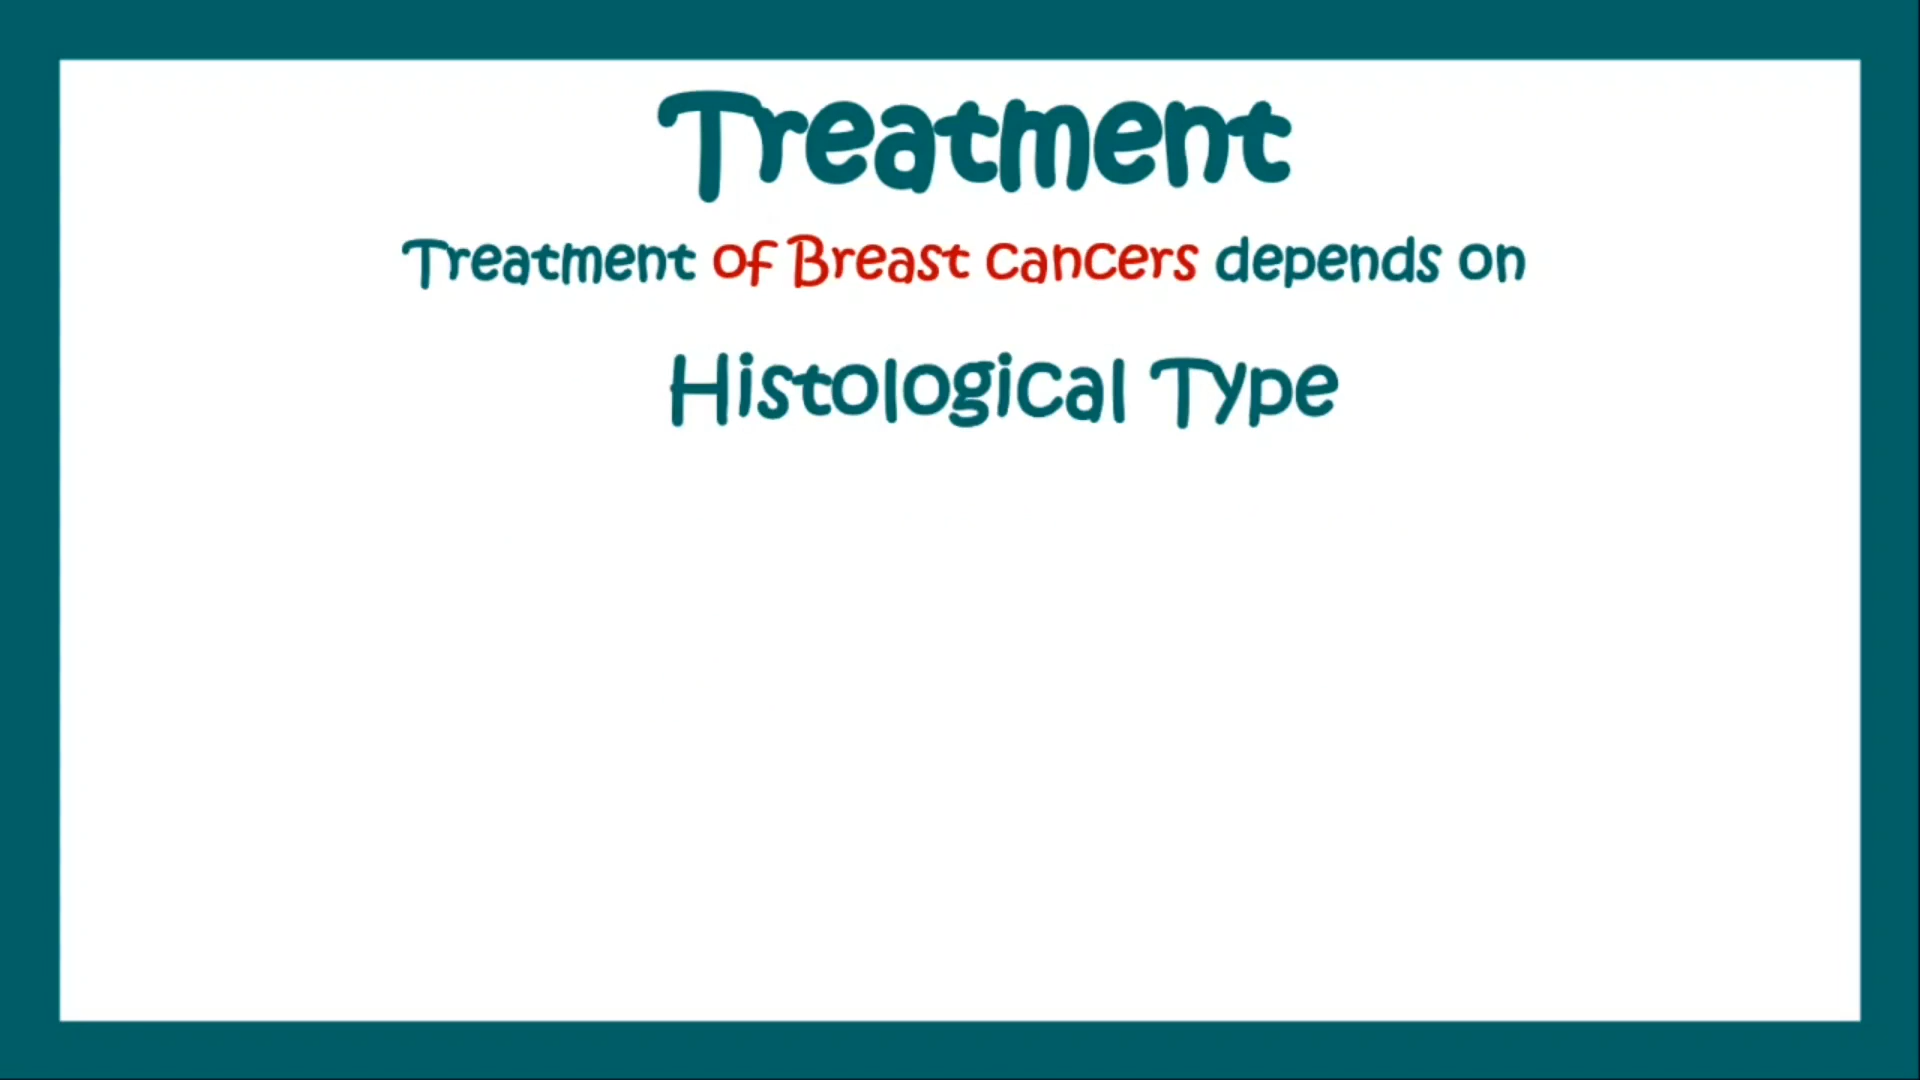 Treatment
Treatment of Breast cancers depends on
Histological Type